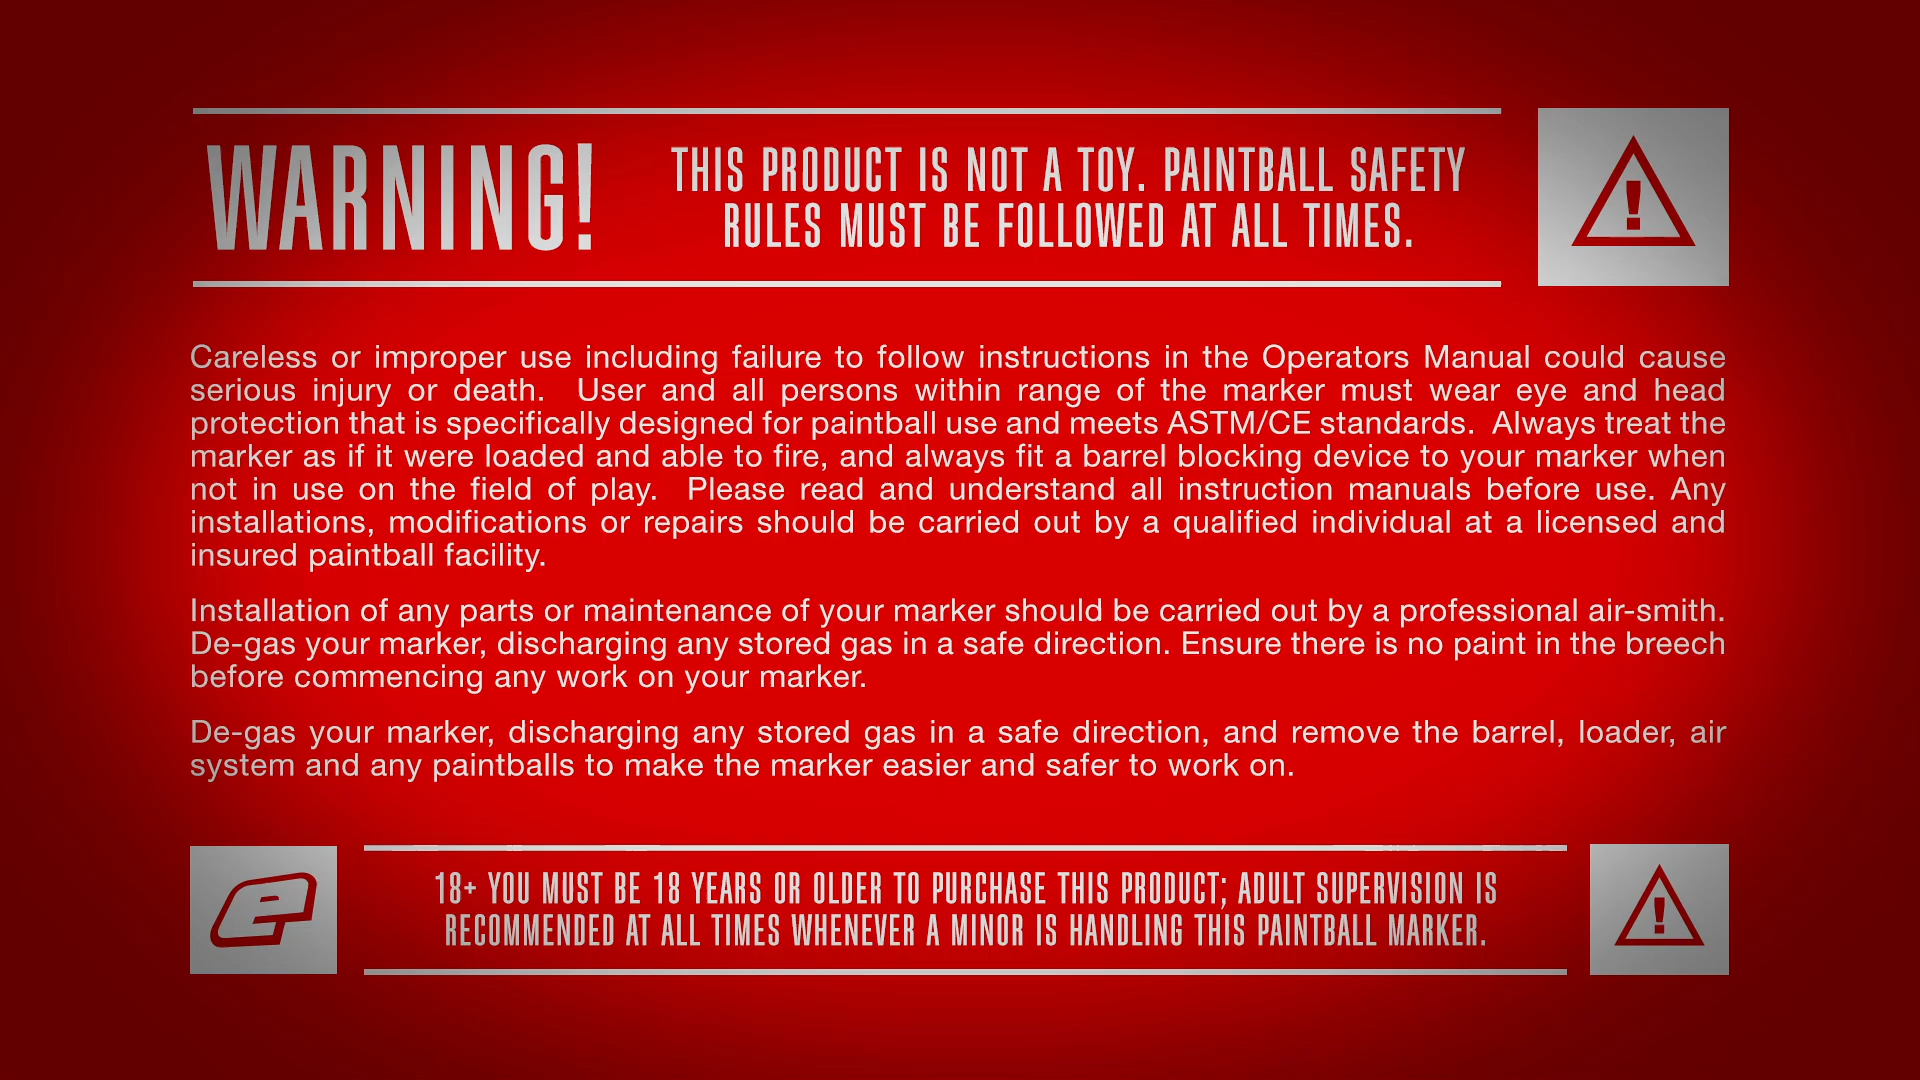 WARNING!
THIS PRODUCT IS NOT A TOY. PAINTBALL SAFETY
RULES MUST BE FOLLOWED AT ALL TIMES.
!
Careless or improper use including failure to follow instructions in the Operators Manual could cause
serious injury or death.  User and all persons within range of the marker must wear eye and head
protection that is specifically designed for paintball use and meets ASTM/CE standards.  Always treat the
marker as if it were loaded and able to fire, and always fit a barrel blocking device to your marker when
not in use on the field of play.  Please read and understand all instruction manuals before use. Any
installations, modifications or repairs should be carried out by a qualified individual at a licensed and
insured paintball facility.
Installation of any parts or maintenance of your marker should be carried out by a professional air-smith.
De-gas your marker, discharging any stored gas in a safe direction. Ensure there is no paint in the breech
before commencing any work on your marker.
De-gas your marker, discharging any stored gas in a safe direction, and remove the barrel, loader, air
system and any paintballs to make the marker easier and safer to work on.
e
18+ YOU MUST BE 18 YEARS OR OLDER TO PURCHASE THIS PRODUCT; ADULT SUPERVISION IS
RECOMMENDED AT ALL TIMES WHENEVER A MINOR IS HANDLING THIS PAINTBALL MARKER.
!